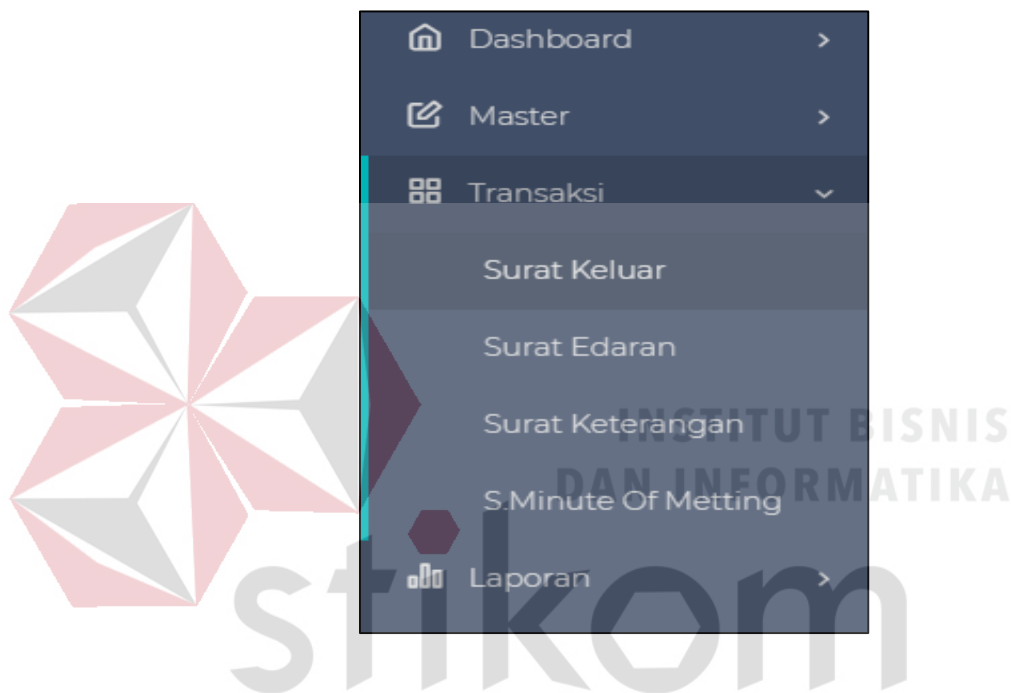 Dashboard
Master
Transaksi
Surat Keluar
Surat Edaran
Surat Keterangan
S.Minute Of Metting
Laporan
INSTITUT BISNIS
DAN INFORMATIKA
stikom